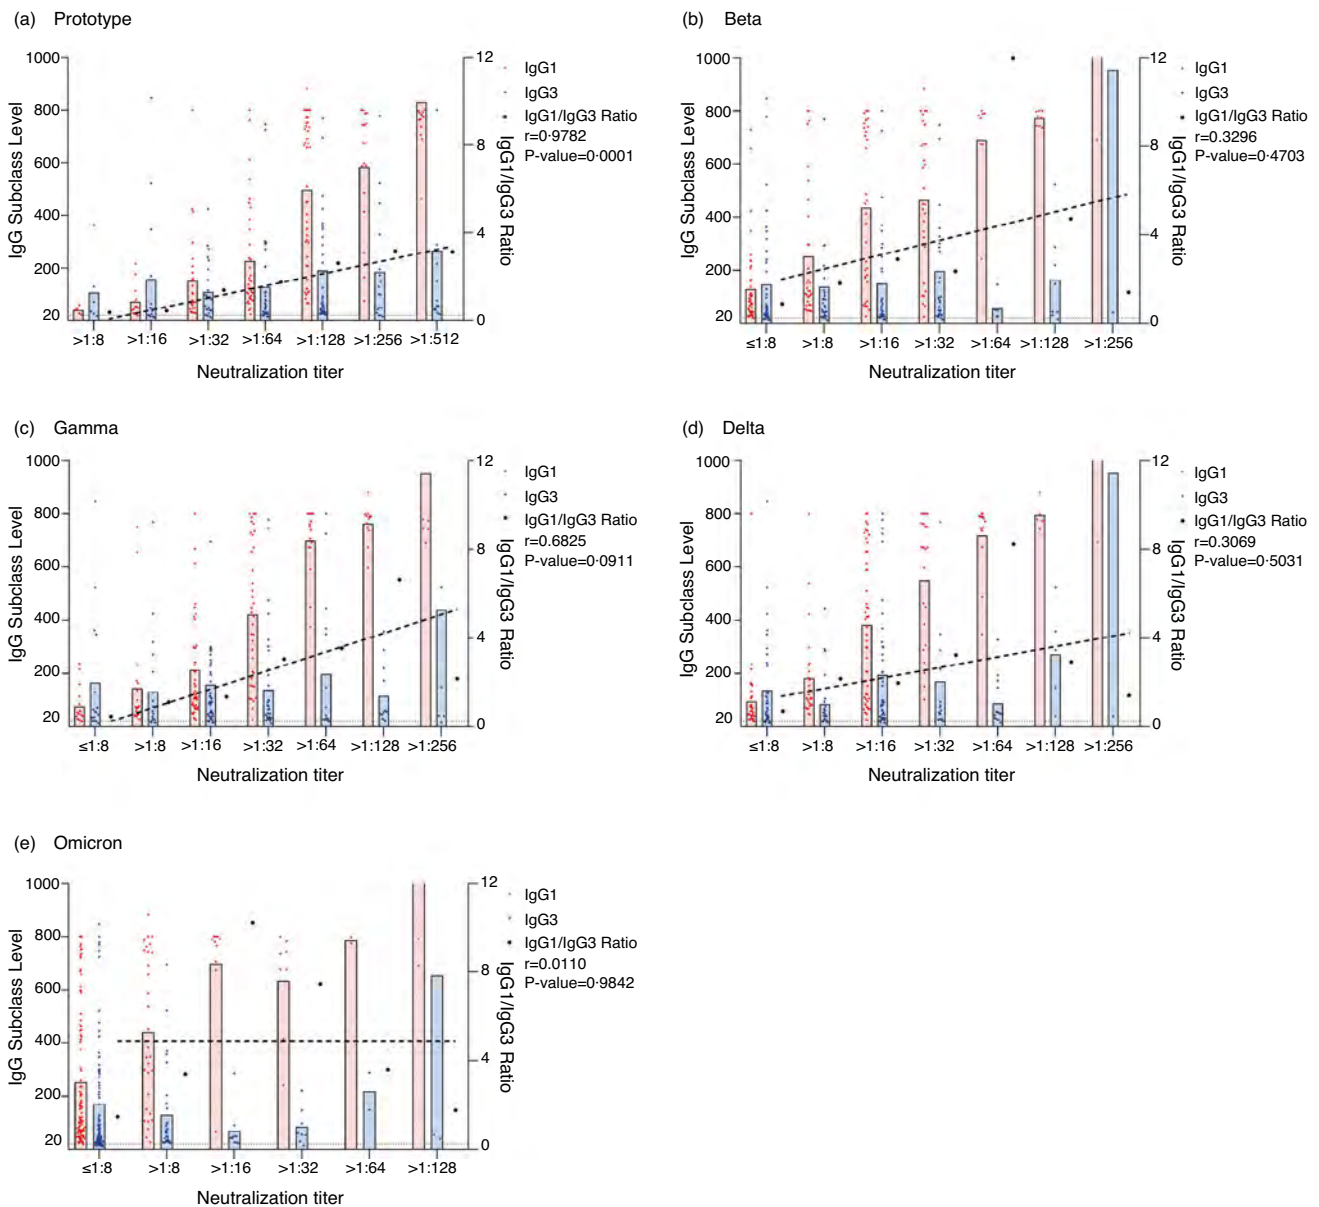 (a) Prototype
1000
800
600
400
200
20
IgG Subclass Level
12
8
4
0
IgG1/IgG3 Ratio
IgG1
IgG3
IgG1/IgG3 Ratio
r=0·9782
P-value=0·0001
>1:8 >1:16 >1:32 >1:64 >1:128 >1:256 >1:512
Neutralization titer
(b) Beta
1000
800
600
400
200
20
IgG Subclass Level
12
8
4
0
IgG1/IgG3 Ratio
IgG1
IgG3
IgG1/IgG3 Ratio
r=0.3296
P-value=0·4703
≤1:8 >1:8 >1:16 >1:32 >1:64 >1:128 >1:256
Neutralization titer
(c) Gamma
1000
800
600
400
200
20
IgG Subclass Level
12
8
4
0
IgG1/IgG3 Ratio
IgG1
IgG3
IgG1/IgG3 Ratio
r=0.6825
P-value=0·0911
≤1:8 >1:8 >1:16 >1:32 >1:64 >1:128 >1:256
Neutralization titer
(d) Delta
1000
800
600
400
200
20
IgG Subclass Level
12
8
4
0
IgG1/IgG3 Ratio
IgG1
IgG3
IgG1/IgG3 Ratio
r=0.3069
P-value=0·5031
≤1:8 >1:8 >1:16 >1:32 >1:64 >1:128 >1:256
Neutralization titer
(e) Omicron
1000
800
600
400
200
20
IgG Subclass Level
12
8
4
0
IgG1/IgG3 Ratio
IgG1
IgG3
IgG1/IgG3 Ratio
r=0.0110
P-value=0·9842
≤1:8 >1:8 >1:16 >1:32 >1:64 >1:128
Neutralization titer